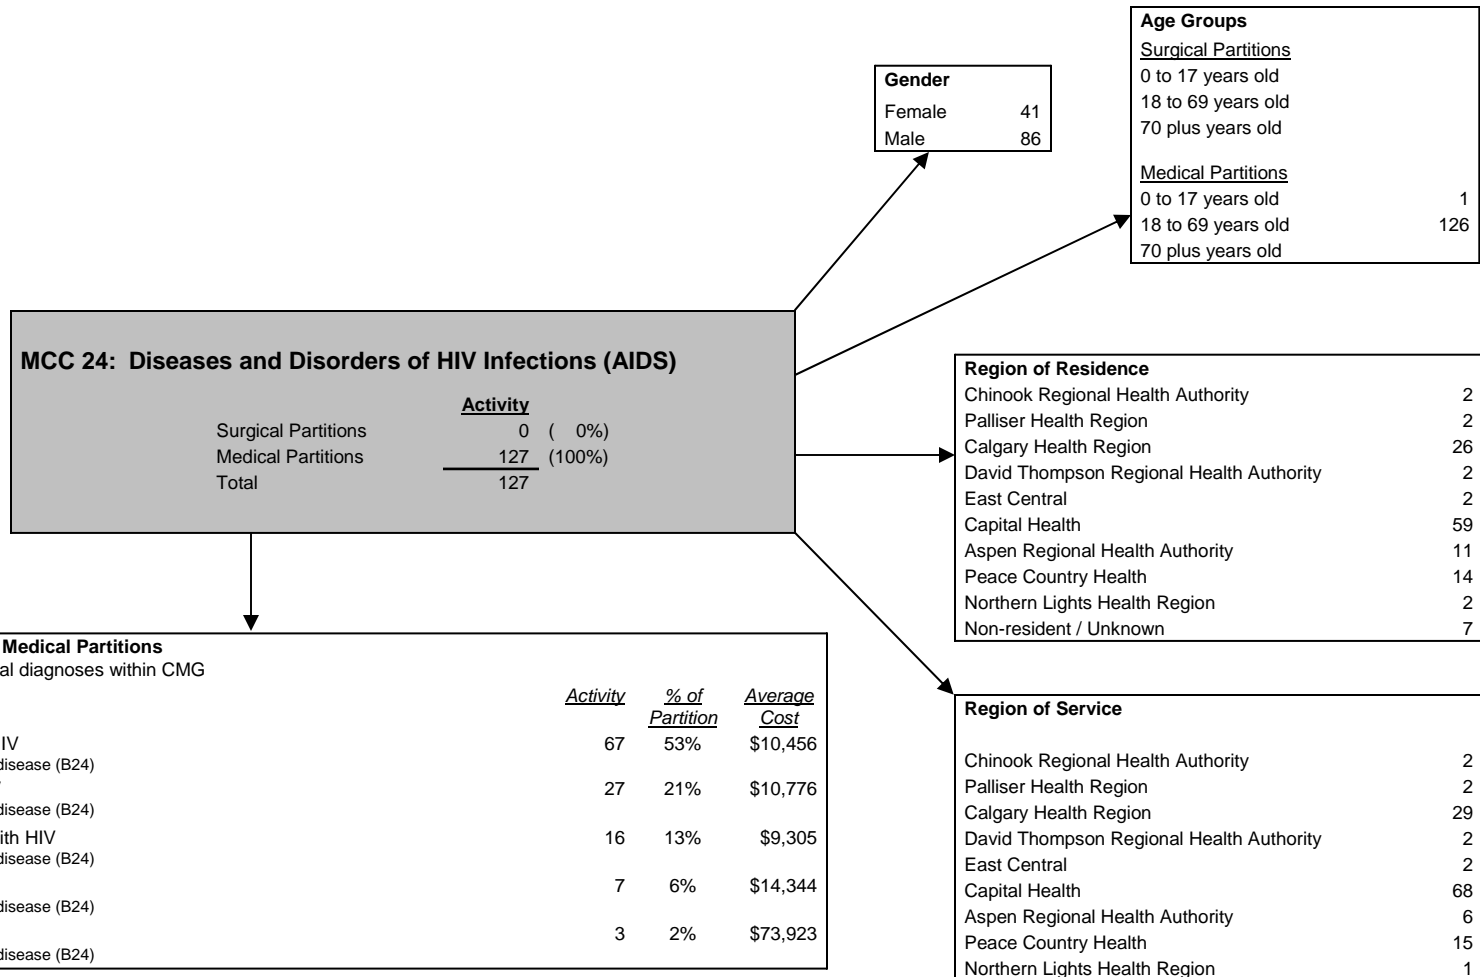 Age Groups
Surgical Partitions
0 to 17 years old
18 to 69 years old
70 plus years old
Medical Partitions
0 to 17 years old 1
18 to 69 years old 126
70 plus years old
Gender
Female 41
Male 86
MCC 24: Diseases and Disorders of HIV Infections (AIDS)
Activity
Surgical Partitions 0 ( 0%)
Medical Partitions 127 (100%)
Total 127
Region of Residence
Chinook Regional Health Authority 2
Palliser Health Region 2
Calgary Health Region 26
David Thompson Regional Health Authority 2
East Central 2
Capital Health 59
Aspen Regional Health Authority 11
Peace Country Health 14
Northern Lights Health Region 2
Non-resident / Unknown 7
Medical Partitions
al diagnoses within CMG
Activity % of Average
Partition Cost
IV 67 53% $10,456
disease (B24)
27 21% $10,776
disease (B24)
ith HIV 16 13% $9,305
disease (B24)
7 6% $14,344
disease (B24)
3 2% $73,923
disease (B24)
Region of Service
Chinook Regional Health Authority 2
Palliser Health Region 2
Calgary Health Region 29
David Thompson Regional Health Authority 2
East Central 2
Capital Health 68
Aspen Regional Health Authority 6
Peace Country Health 15
Northern Lights Health Region 1